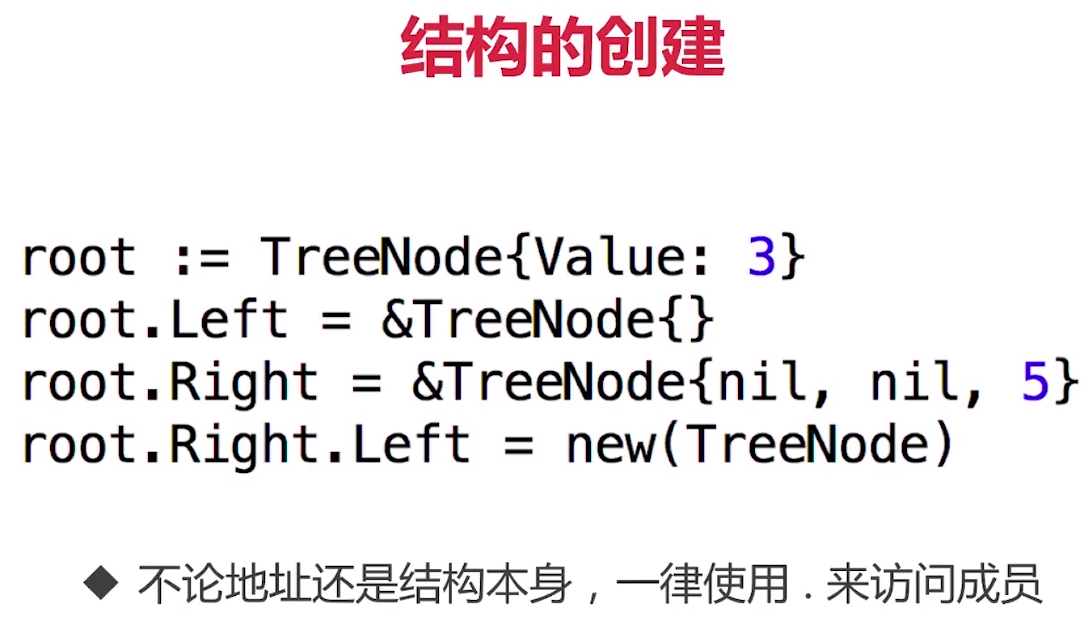 结构的创建
root := TreeNode{Value: 3}
root.Left = &TreeNode{}
root.Right = &TreeNode{nil, nil, 5}
root.Right.Left = new(TreeNode)
◆ 不论地址还是结构本身，一律使用 . 来访问成员